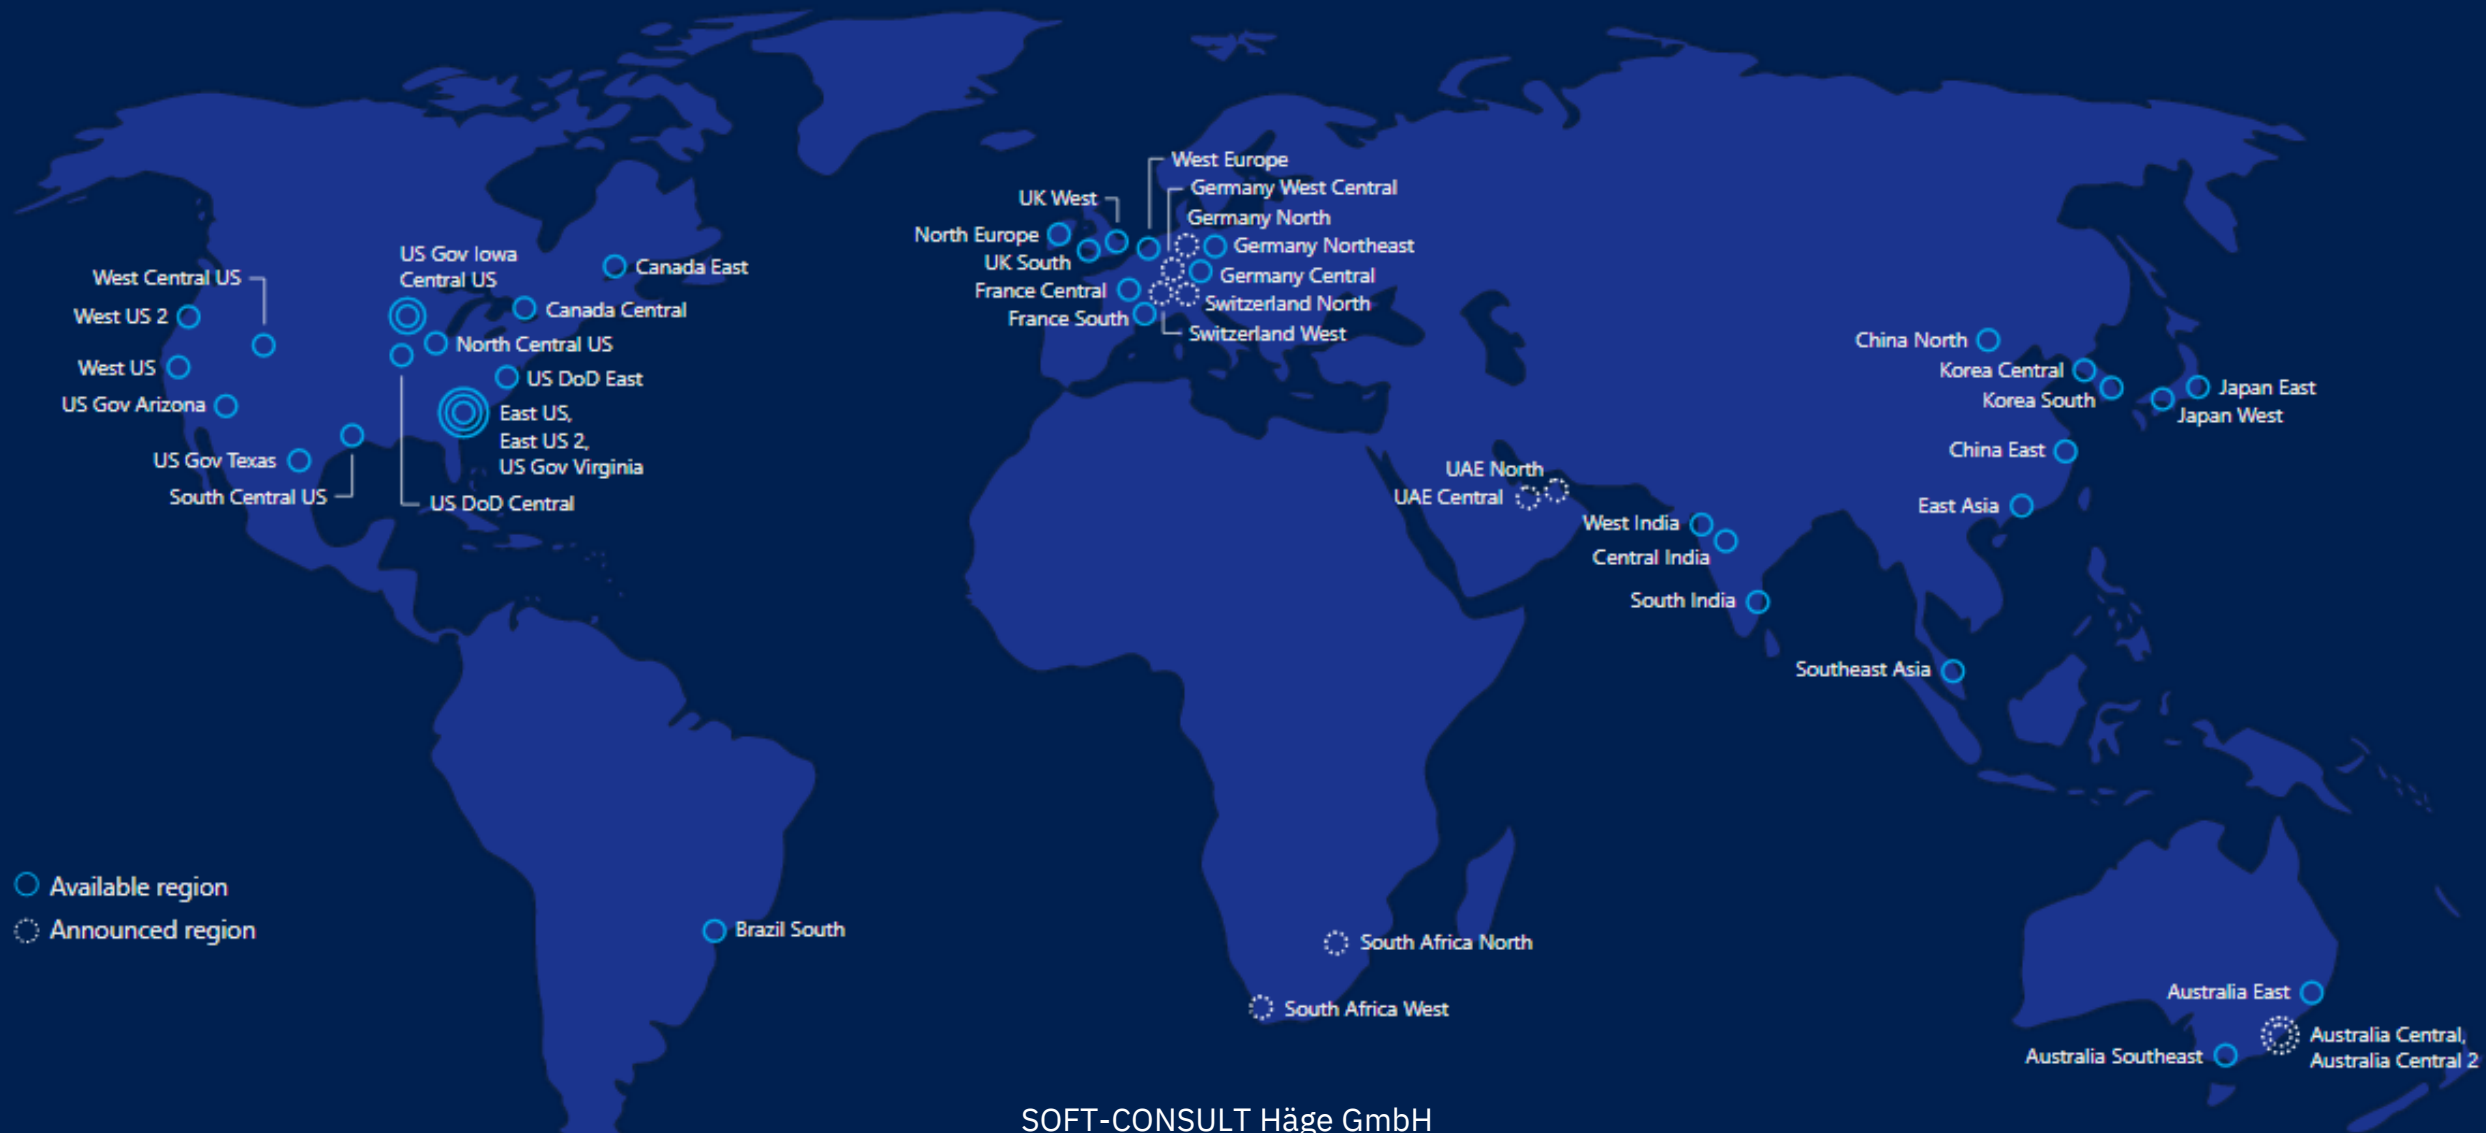 West Central US
West US 2
West US
US Gov Arizona
US Gov Texas
South Central US
US Gov Iowa
Central US
Canada East
Canada Central
North Central US
US DoD East
East US,
East US 2,
US Gov Virginia
US DoD Central
Brazil South
West Europe
Germany West Central
UK West
Germany North
North Europe
Germany Northeast
UK South
Germany Central
France Central
Switzerland North
France South
Switzerland West
UAE North
UAE Central
West India
Central India
South India
South Africa North
South Africa West
China North
Korea Central
Korea South
Japan East
Japan West
China East
East Asia
Southeast Asia
Australia East
Australia Central,
Australia Central 2
Australia Southeast
Available region
Announced region
SOFT-CONSULT Häge GmbH